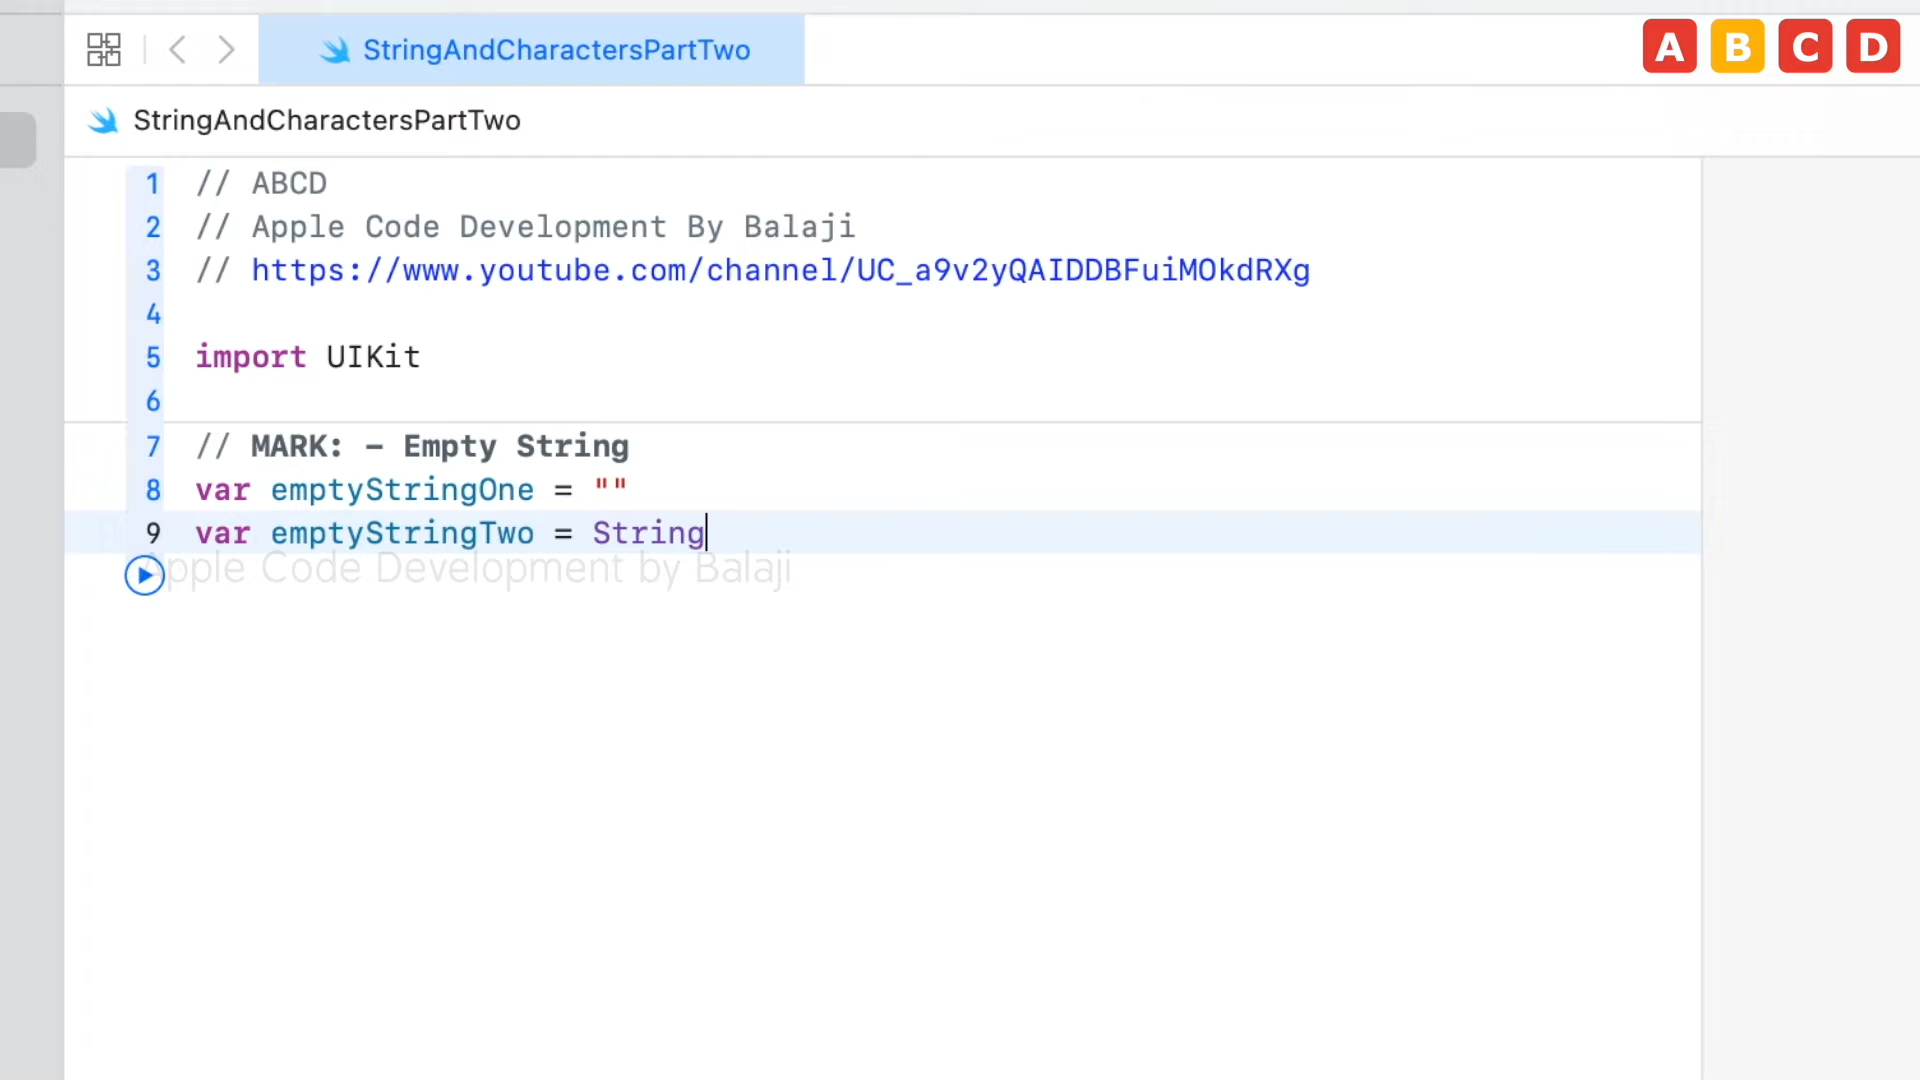 StringAndCharactersPartTwo
A B C D
StringAndCharactersPartTwo
1 // ABCD
2 // Apple Code Development By Balaji
3 // https://www.youtube.com/channel/UC_a9v2yQAIDDBFuiMOkdRXg
4
5 import UIKit
6
7 // MARK: – Empty String
8 var emptyStringOne = ""
9 var emptyStringTwo = String
Apple Code Development by Balaji